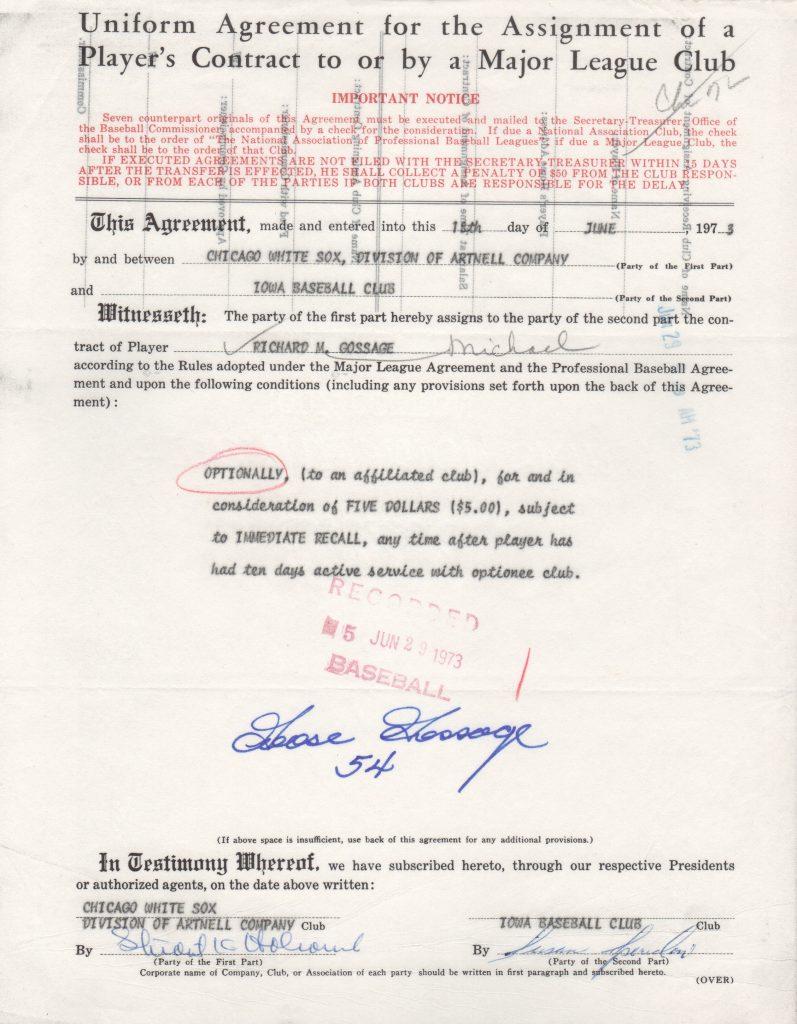 Uniform Agreement for the Assignment of a
Player's Contract to or by a Major League Club
IMPORTANT NOTICE
Seven counterpart originals of this Agreement must be executed and mailed to the Secretary-Treasurer, Office of
the Baseball Commissioner, accompanied by a check for the consideration. If due a National Association Club, the check
shall be to the order of "The National Association of Professional Baseball Leagues"; if due a Major League Club, the
check shall be to the order of that Club.
IF EXECUTED AGREEMENTS ARE NOT FILED WITH THE SECRETARY-TREASURER WITHIN 15 DAYS
AFTER THE TRANSFER IS EFFECTED, HE SHALL COLLECT A PENALTY OF $50 FROM THE CLUB RESPON-
SIBLE, OR FROM EACH OF THE PARTIES IF BOTH CLUBS ARE RESPONSIBLE FOR THE DELAY.
This Agreement, made and entered into this 15th day of JUNE, 1973
by and between CHICAGO WHITE SOX, DIVISION OF ARTNELL COMPANY
(Party of the First Part)
and IOWA BASEBALL CLUB
(Party of the Second Part)
Witnesseth: The party of the first part hereby assigns to the party of the second part the con-
tract of Player RICHARD M. GOSSAGE Michael
according to the Rules adopted under the Major League Agreement and the Professional Baseball Agree-
ment and upon the following conditions (including any provisions set forth upon the back of this Agree-
ment) :
OPTIONALLY, (to an affiliated club), for and in
consideration of FIVE DOLLARS ($5.00), subject
to IMMEDIATE RECALL, any time after player has
had ten days active service with optionee club.
RECORDED
5 JUN 29 1973
BASEBALL
Goose Gossage
54
(If above space is insufficient, use back of this agreement for any additional provisions.)
In Testimony Whereof, we have subscribed hereto, through our respective Presidents
or authorized agents, on the date above written:
CHICAGO WHITE SOX
DIVISION OF ARTNELL COMPANY Club
IOWA BASEBALL CLUB Club
By
(Party of the First Part)
By
(Party of the Second Part)
Corporate name of Company, Club, or Association of each party should be written in first paragraph and subscribed hereto.
(OVER)